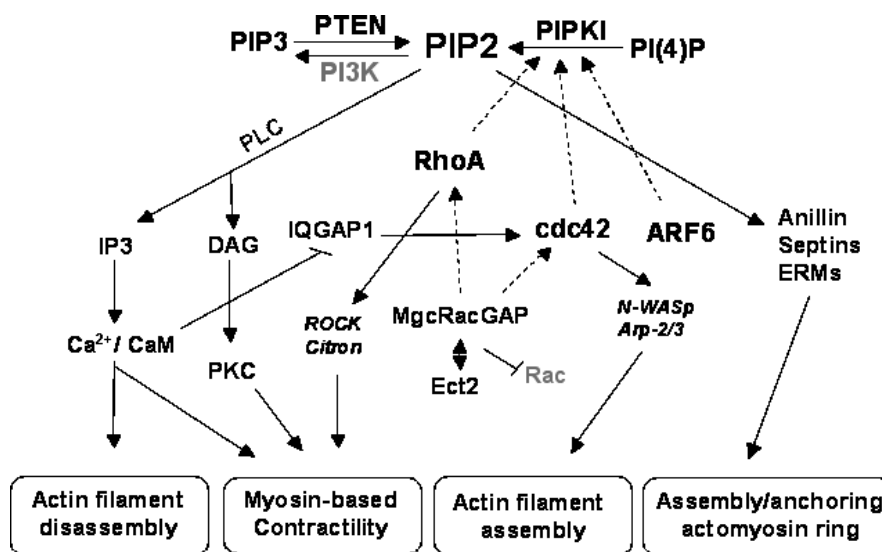 PTEN
PIP3
PIP2
PIPKI
PI(4)P
PI3K
PLC
RhoA
IQGAP1
cdc42
ARF6
Anillin
Septins
ERMs
IP3
DAG
MgcRacGAP
N-WASp
Arp-2/3
ROCK
Citron
Ca²⁺/ CaM
PKC
Ect2
Rac
Actin filament
disassembly
Myosin-based
Contractility
Actin filament
assembly
Assembly/anchoring
actomyosin ring